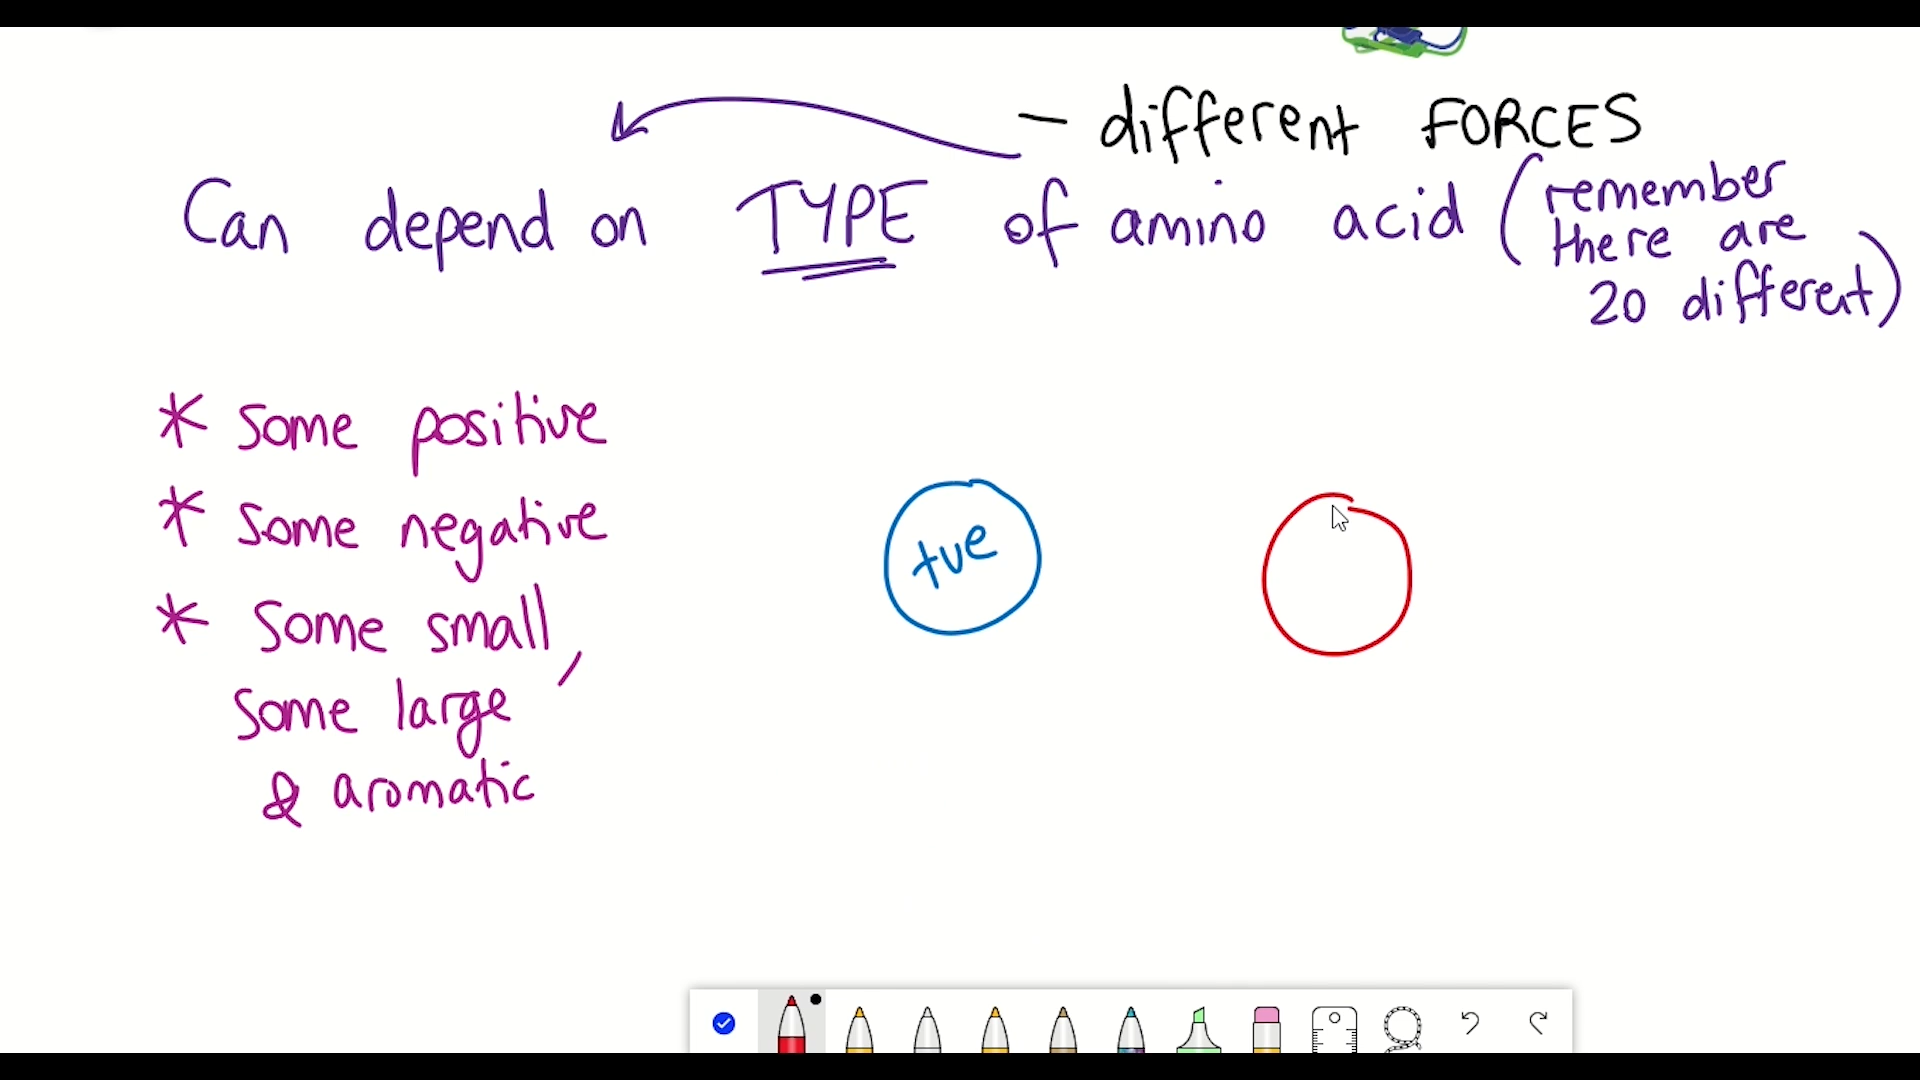 - different FORCES
Can depend on TYPE of amino acid (remember
there are
20 different)
* Some positive
* Some negative
* Some small,
some large
& aromatic
+ve